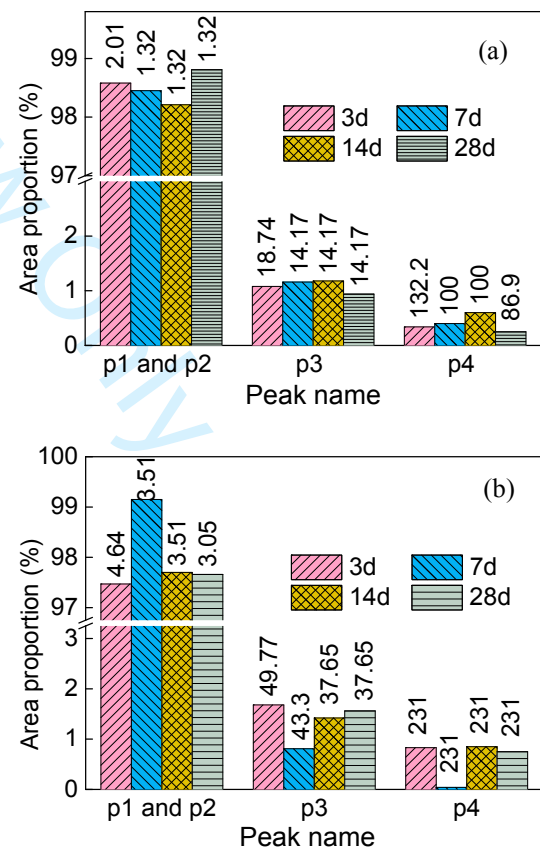 (a)
2.01 1.32 1.32 1.32
18.74 14.17 14.17 14.17
132.2 100 100 86.9
3d 7d
14d 28d
99
98
97
2
1
0
Area proportion (%)
p1 and p2 p3 p4
Peak name
(b)
4.64 3.51 3.51 3.05
49.77 43.3 37.65 37.65
231 231 231 231
3d 7d
14d 28d
100
99
98
97
3
2
1
0
Area proportion (%)
p1 and p2 p3 p4
Peak name
w Only